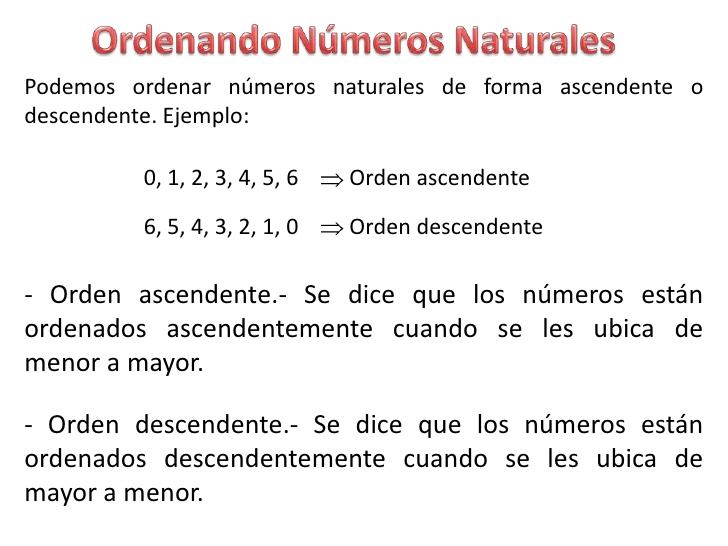 Ordenando Números Naturales
Podemos ordenar números naturales de forma ascendente o
descendente. Ejemplo:
0, 1, 2, 3, 4, 5, 6 ⇒ Orden ascendente
6, 5, 4, 3, 2, 1, 0 ⇒ Orden descendente
- Orden ascendente.- Se dice que los números están
ordenados ascendentemente cuando se les ubica de
menor a mayor.
- Orden descendente.- Se dice que los números están
ordenados descendentemente cuando se les ubica de
mayor a menor.